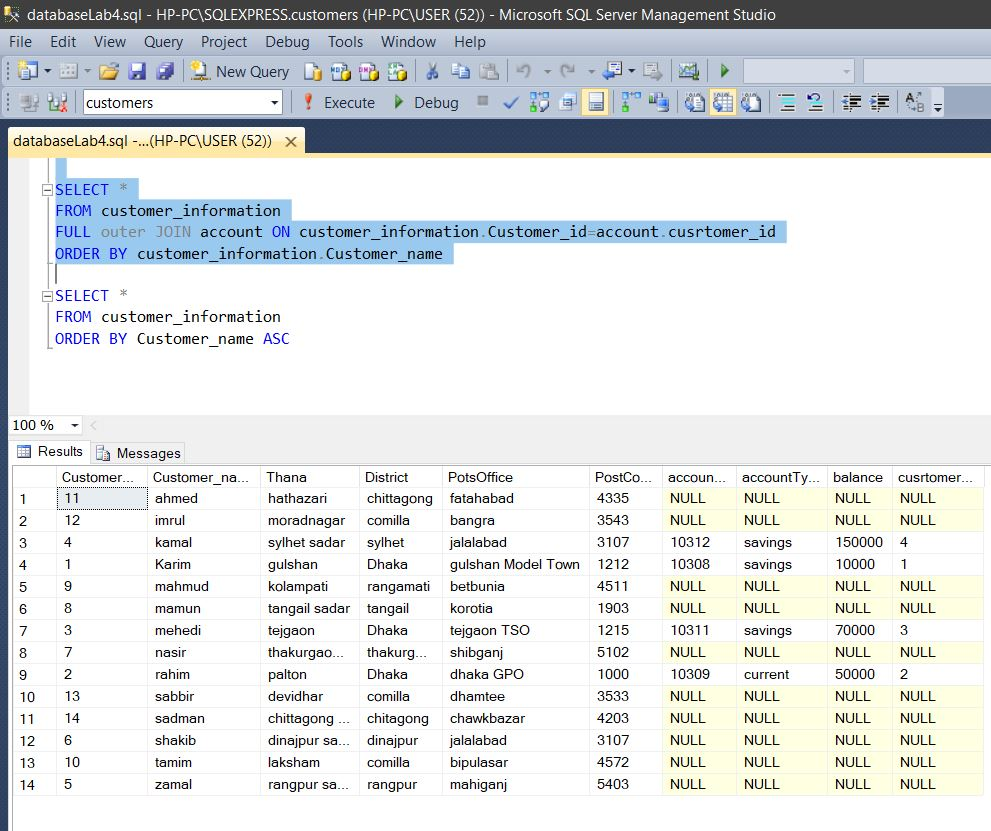 databaseLab4.sql - HP-PC\SQLEXPRESS.customers (HP-PC\USER (52)) - Microsoft SQL Server Management Studio
File Edit View Query Project Debug Tools Window Help
New Query
customers Execute Debug
databaseLab4.sql -...(HP-PC\USER (52))
SELECT *
FROM customer_information
FULL outer JOIN account ON customer_information.Customer_id=account.cusrtomer_id
ORDER BY customer_information.Customer_name
SELECT *
FROM customer_information
ORDER BY Customer_name ASC
100 %
Results Messages
Customer... Customer_na... Thana District PotsOffice PostCo... accoun... accountTy... balance cusrtomer...
1 11 ahmed hathazari chittagong fatahabad 4335 NULL NULL NULL NULL
2 12 imrul moradnagar comilla bangra 3543 NULL NULL NULL NULL
3 4 kamal sylhet sadar sylhet jalalabad 3107 10312 savings 150000 4
4 1 Karim gulshan Dhaka gulshan Model Town 1212 10308 savings 10000 1
5 9 mahmud kolampati rangamati betbunia 4511 NULL NULL NULL NULL
6 8 mamun tangail sadar tangail korotia 1903 NULL NULL NULL NULL
7 3 mehedi tejgaon Dhaka tejgaon TSO 1215 10311 savings 70000 3
8 7 nasir thakurgao... thakurg... shibganj 5102 NULL NULL NULL NULL
9 2 rahim palton Dhaka dhaka GPO 1000 10309 current 50000 2
10 13 sabbir devidhar comilla dhamtee 3533 NULL NULL NULL NULL
11 14 sadman chittagong ... chitagong chawkbazar 4203 NULL NULL NULL NULL
12 6 shakib dinajpur sa... dinajpur jalalabad 3107 NULL NULL NULL NULL
13 10 tamim laksham comilla bipulasar 4572 NULL NULL NULL NULL
14 5 zamal rangpur sa... rangpur mahiganj 5403 NULL NULL NULL NULL